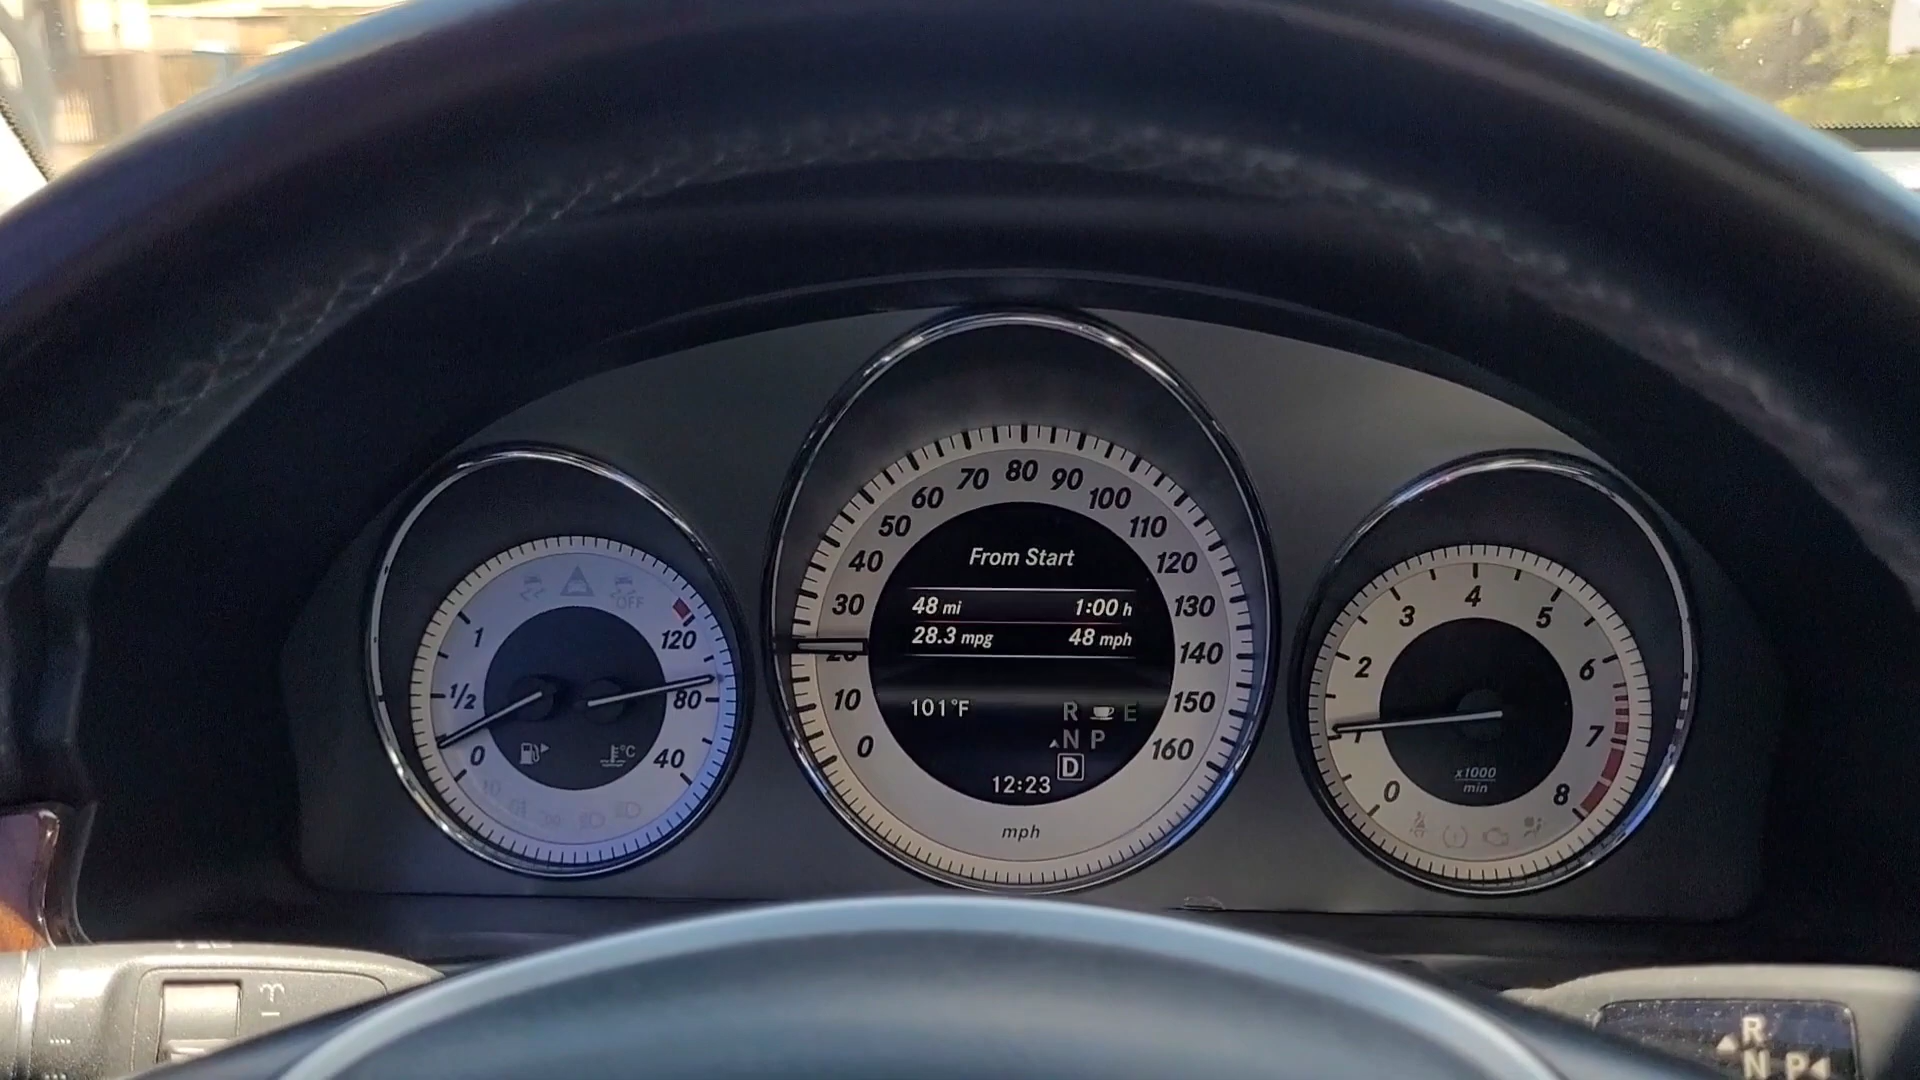 From Start
48 mi 1:00 h
28.3 mpg 48 mph
101°F R E
N P
D
12:23
0 10 20 30 40 50 60 70 80 90 100 110 120 130 140 150 160
mph
0 1/2 1
40 80 120
°C
OFF
0 1 2 3 4 5 6 7 8
x1000
min
R
N P